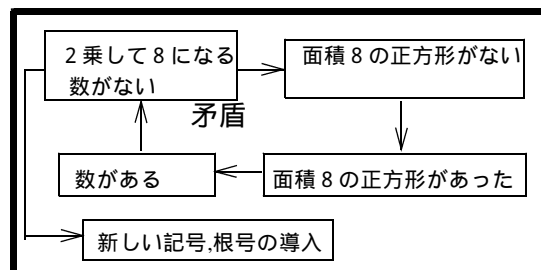 2乗して8になる
数がない
面積8の正方形がない
矛盾
数がある
面積8の正方形があった
新しい記号,根号の導入